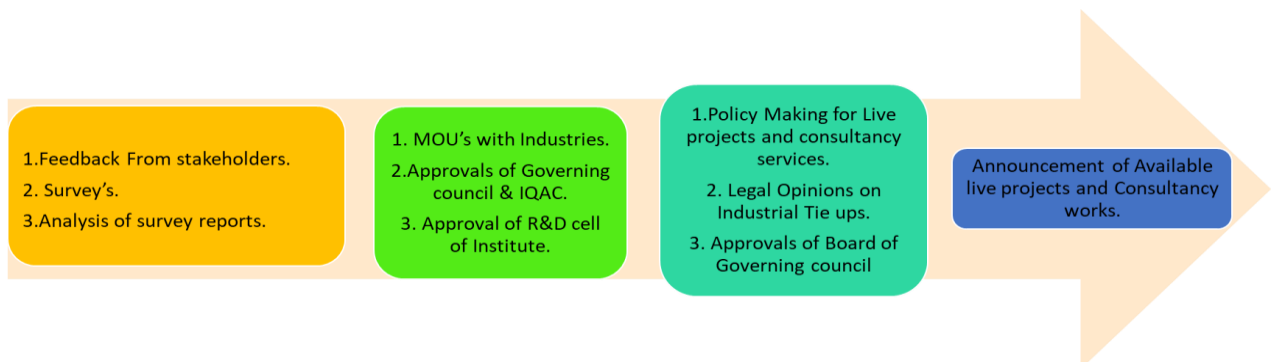 1.Feedback From stakeholders.
2. Survey's.
3.Analysis of survey reports.
1. MOU's with Industries.
2.Approvals of Governing
council & IQAC.
3. Approval of R&D cell
of Institute.
1.Policy Making for Live
projects and consultancy
services.
2. Legal Opinions on
Industrial Tie ups.
3. Approvals of Board of
Governing council
Announcement of Available
live projects and Consultancy
works.